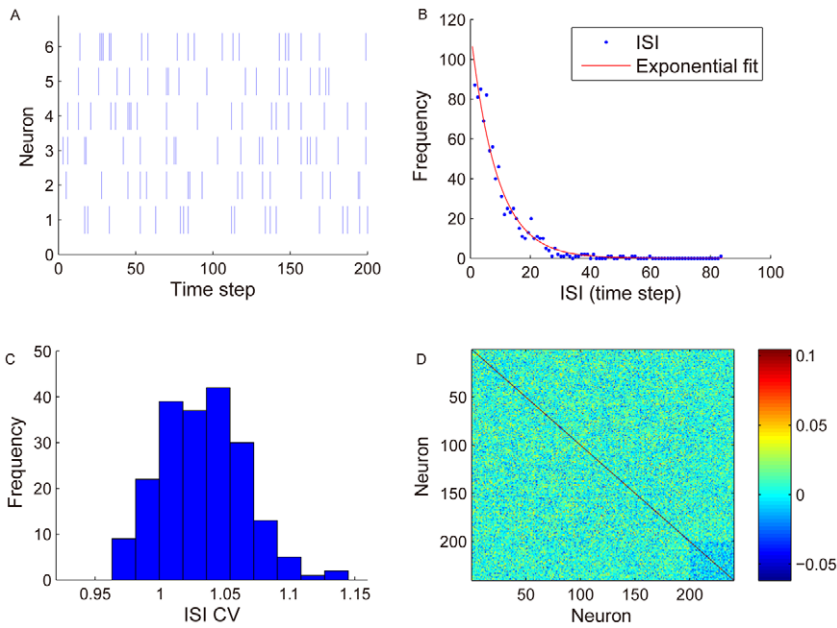 A
Neuron
6
5
4
3
2
1
0
0 50 100 150 200
Time step
B
Frequency
120
100
80
60
40
20
0
0 20 40 60 80 100
ISI (time step)
ISI
Exponential fit
C
Frequency
50
40
30
20
10
0
0.95 1 1.05 1.1 1.15
ISI CV
D
Neuron
50
100
150
200
50 100 150 200
Neuron
0.1
0.05
0
−0.05